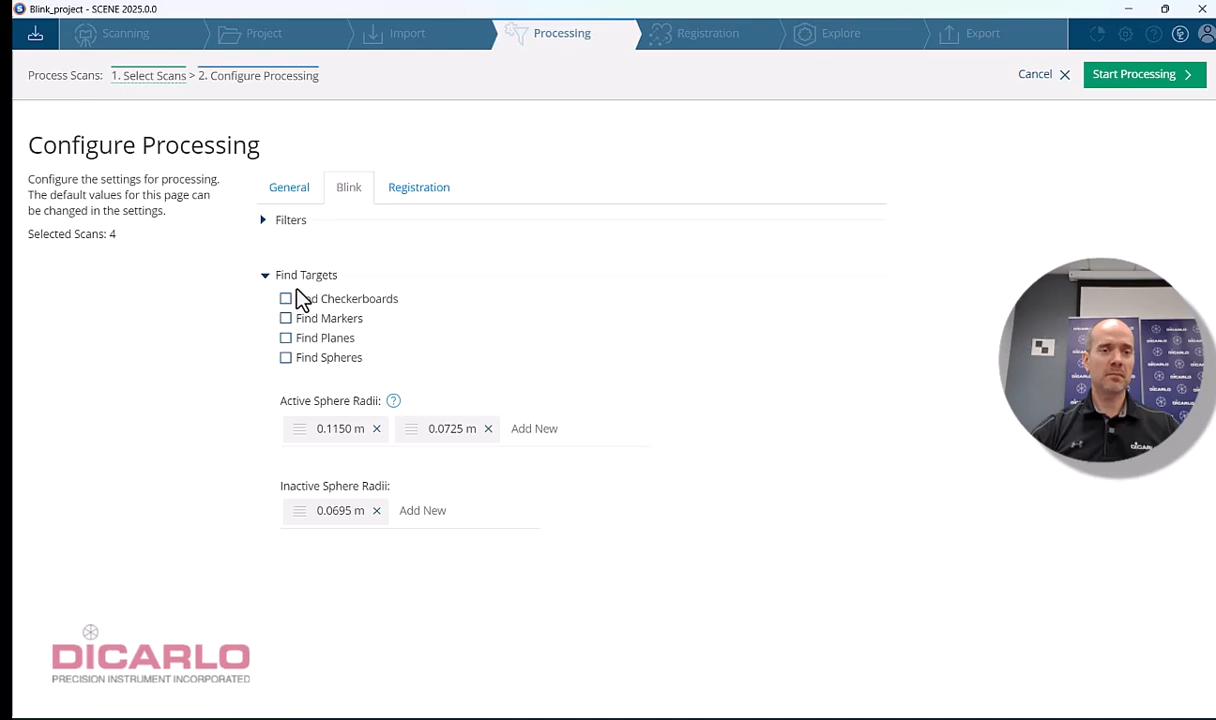 Blink_project - SCENE 2025.0.0
Scanning
Project
Import
Processing
Registration
Explore
Export
Process Scans: 1. Select Scans > 2. Configure Processing
Cancel
Start Processing
Configure Processing
Configure the settings for processing.
The default values for this page can
be changed in the settings.
Selected Scans: 4
General
Blink
Registration
Filters
Find Targets
Checkerboards
Find Markers
Find Planes
Find Spheres
Active Sphere Radii: ?
0.1150 m
0.0725 m
Add New
Inactive Sphere Radii:
0.0695 m
Add New
DICARLO
PRECISION INSTRUMENT INCORPORATED